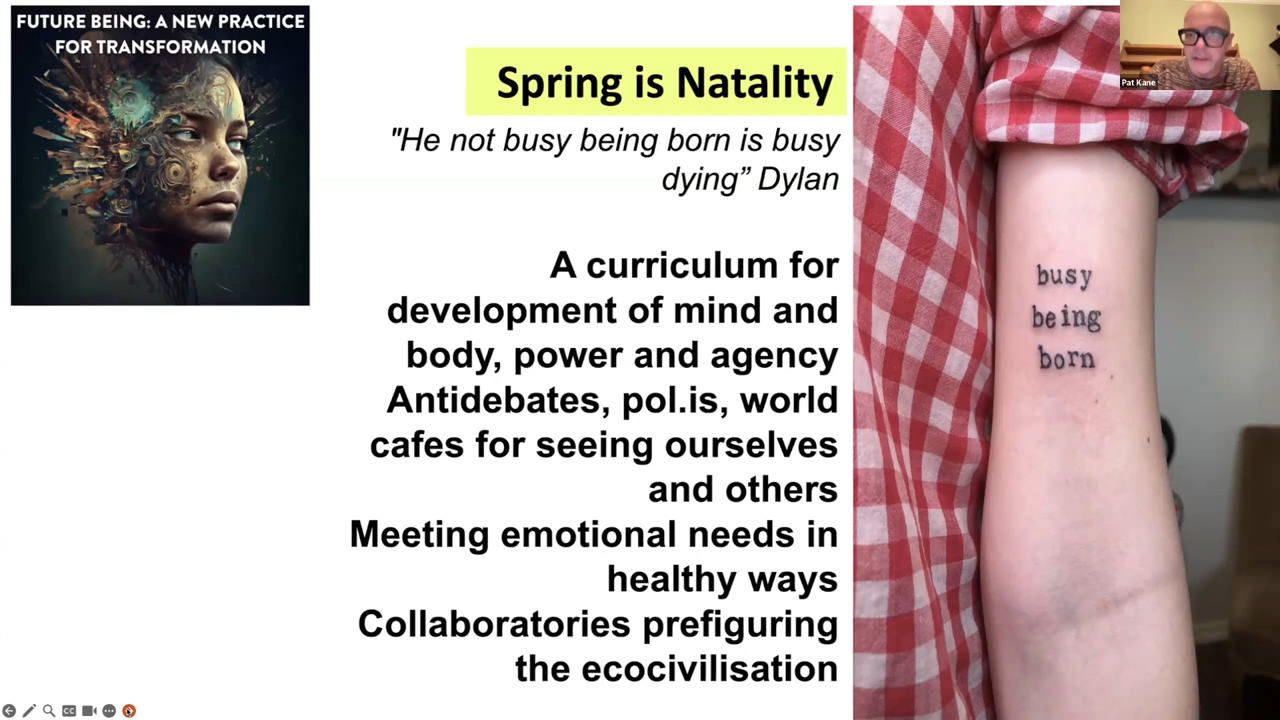 FUTURE BEING: A NEW PRACTICE
FOR TRANSFORMATION
Spring is Natality
"He not busy being born is busy
dying” Dylan
A curriculum for
development of mind and
body, power and agency
Antidebates, pol.is, world
cafes for seeing ourselves
and others
Meeting emotional needs in
healthy ways
Collaboratories prefiguring
the ecocivilisation
busy
being
born
Pat Kane
CC